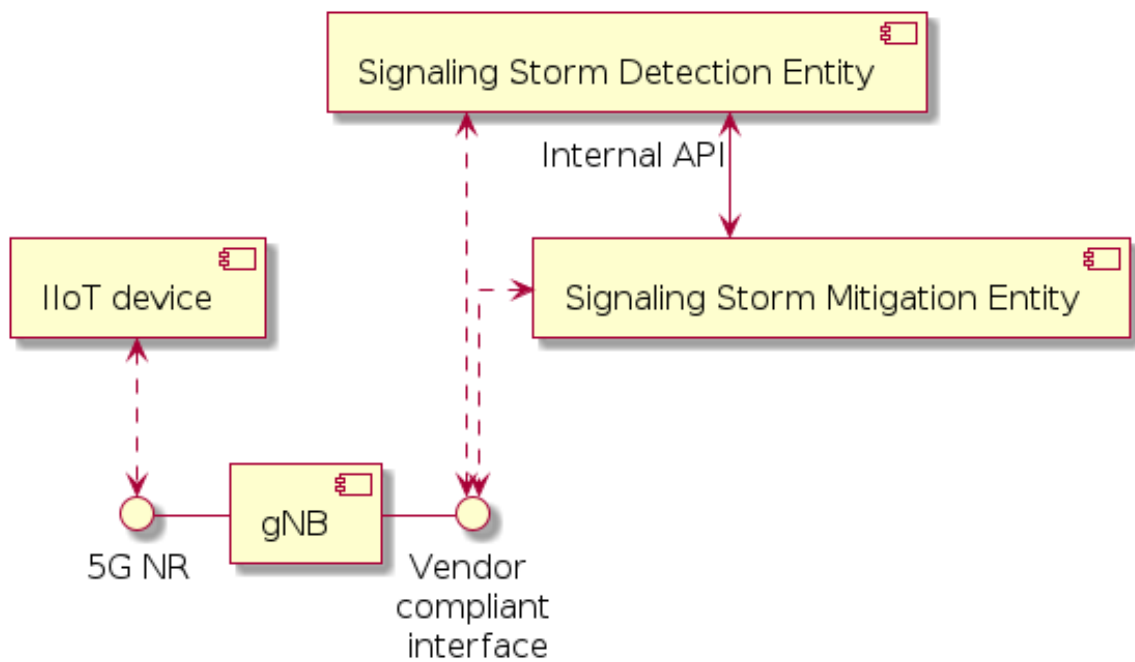 Signaling Storm Detection Entity
Internal API
IIoT device
Signaling Storm Mitigation Entity
gNB
5G NR
Vendor
compliant
interface